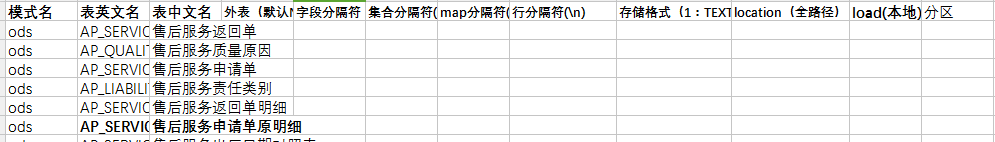 模式名 表英文名 表中文名 外表（默认N 字段分隔符 集合分隔符( map分隔符( 行分隔符(\n) 存储格式（1：TEXT location（全路径） load(本地) 分区
ods AP_SERVIC 售后服务返回单
ods AP_QUALIT 售后服务质量原因
ods AP_SERVIC 售后服务申请单
ods AP_LIABILI 售后服务责任类别
ods AP_SERVIC 售后服务返回单明细
ods AP_SERVIC 售后服务申请单原明细